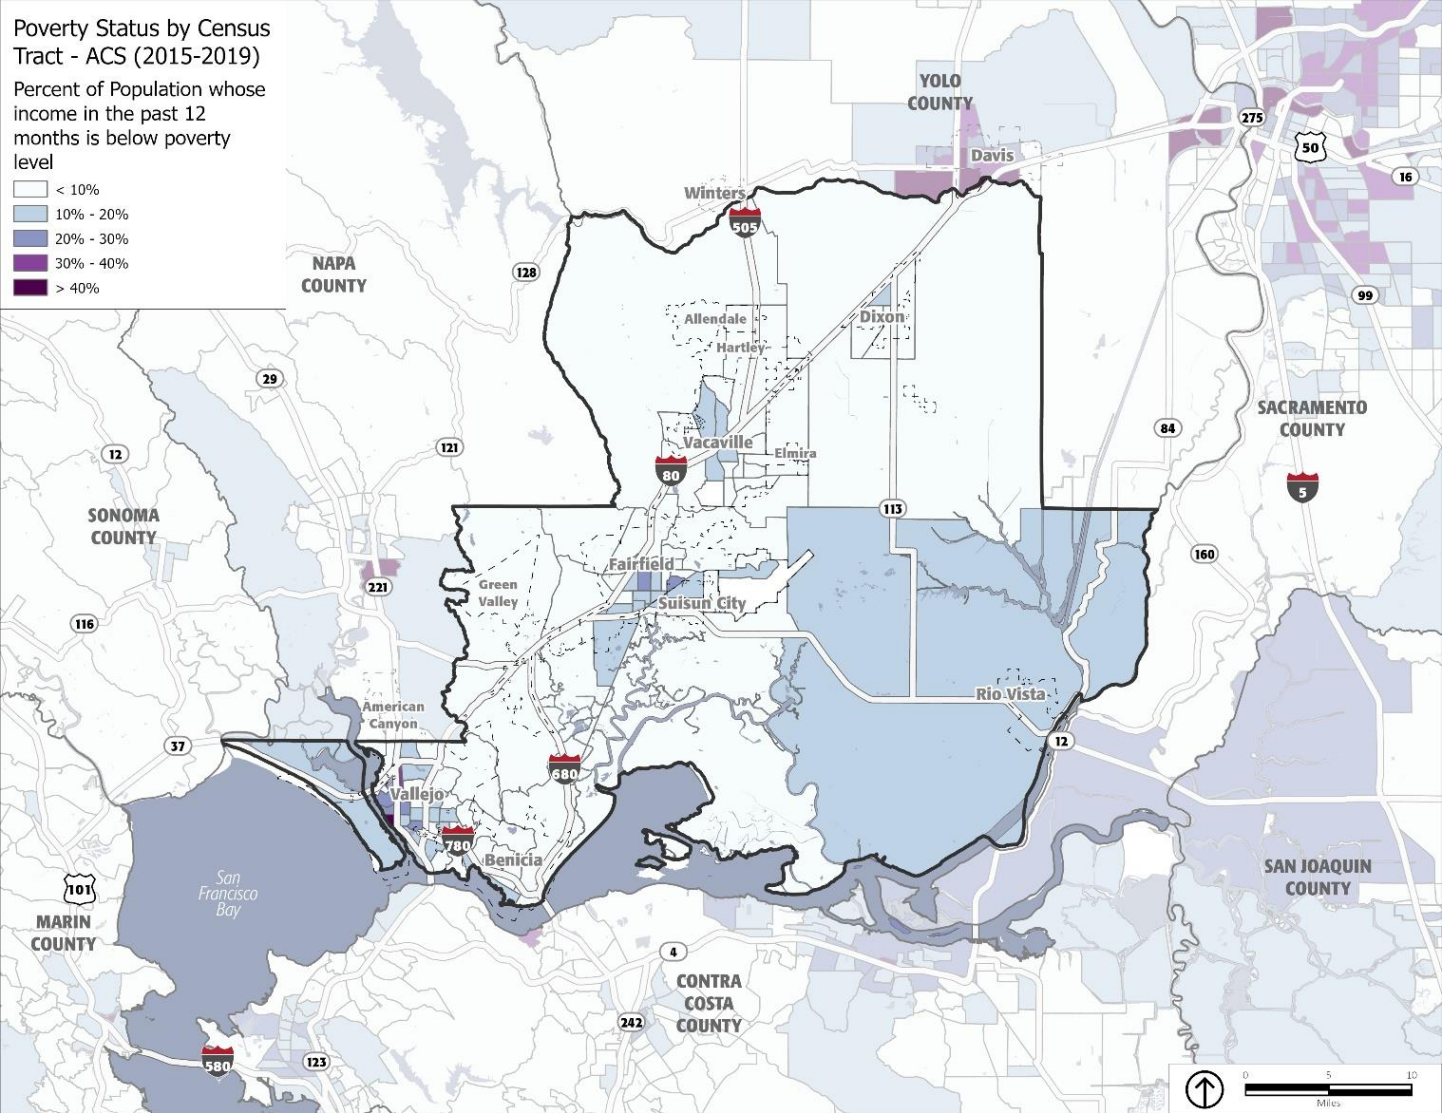 Poverty Status by Census
Tract - ACS (2015-2019)
Percent of Population whose
income in the past 12
months is below poverty
level
< 10%
10% - 20%
20% - 30%
30% - 40%
> 40%
YOLO
COUNTY
275
50
Davis
16
Winters
505
NAPA
COUNTY
128
99
Allendale
Dixon
Hartley
29
SACRAMENTO
COUNTY
84
Vacaville
121
12
Elmira
80
5
113
SONOMA
COUNTY
160
Fairfield
221
Green
Valley
Suisun City
116
Rio Vista
American
Canyon
37
12
680
Vallejo
780
Benicia
San
Francisco
Bay
101
SAN JOAQUIN
COUNTY
MARIN
COUNTY
4
CONTRA
COSTA
COUNTY
242
580
123
0 5 10
Miles